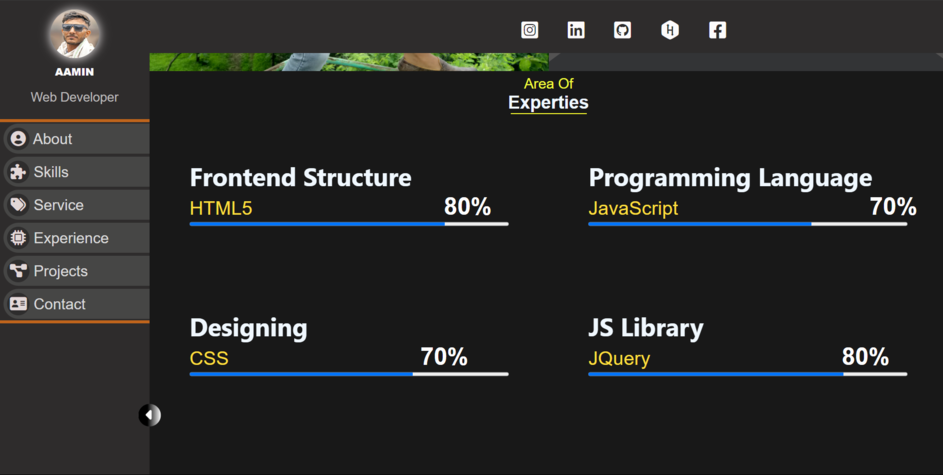 AAMIN
Web Developer
About
Skills
Service
Experience
Projects
Contact
Area Of
Experties
Frontend Structure
HTML5 80%
Programming Language
JavaScript 70%
Designing
CSS 70%
JS Library
JQuery 80%